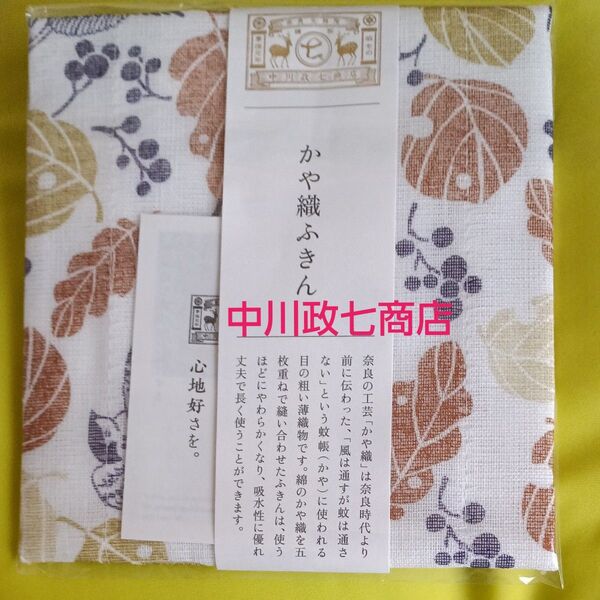 七
中川政七商店
かや織ふきん
中川政七商店
奈良の工芸「かや織」は奈良時代より
前に伝わった、「風は通すが蚊は通さ
ない」という蚊帳(かや)に使われる
目の粗い薄織物です。綿のかや織を五
枚重ねで縫い合わせたふきんは、使う
ほどにやわらかくなり、吸水性に優れ
丈夫で長く使うことができます。
心地好さを。